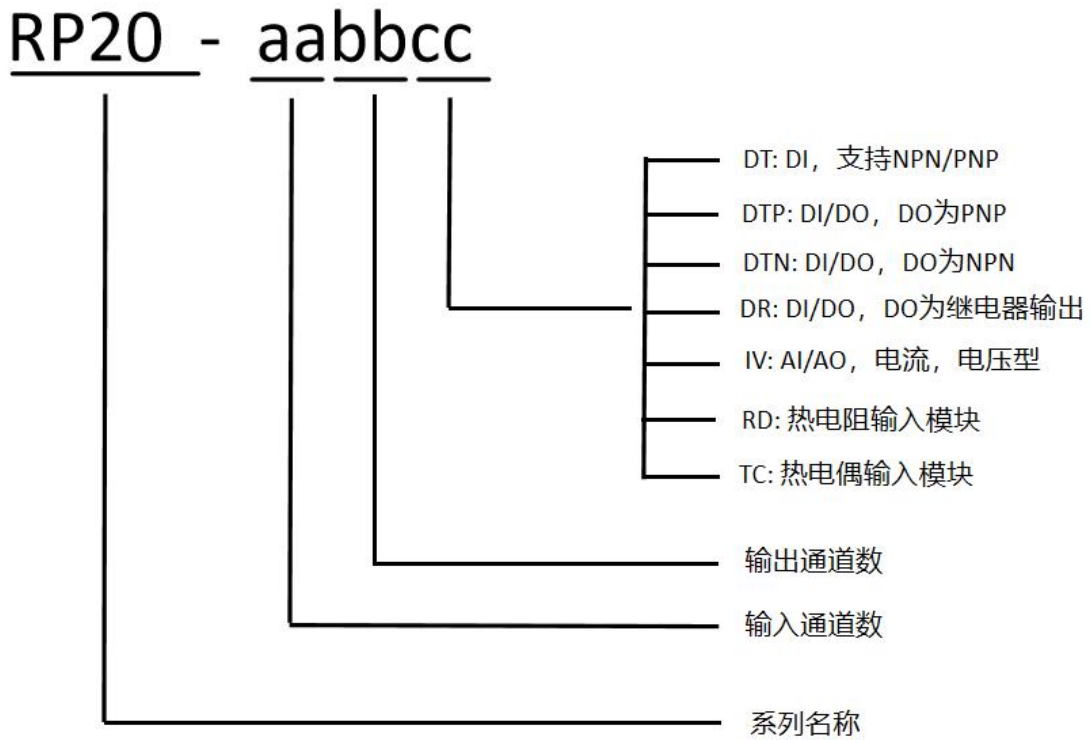 RP20 - aabbcc
DT: DI，支持NPN/PNP
DTP: DI/DO，DO为PNP
DTN: DI/DO，DO为NPN
DR: DI/DO，DO为继电器输出
IV: AI/AO，电流，电压型
RD: 热电阻输入模块
TC: 热电偶输入模块
输出通道数
输入通道数
系列名称